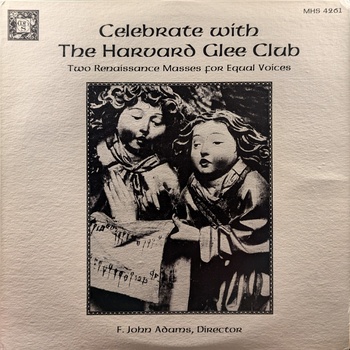 MHS 4261
Celebrate with
The Harvard Glee Club
Two Renaissance Masses for Equal Voices
F. John Adams, Director